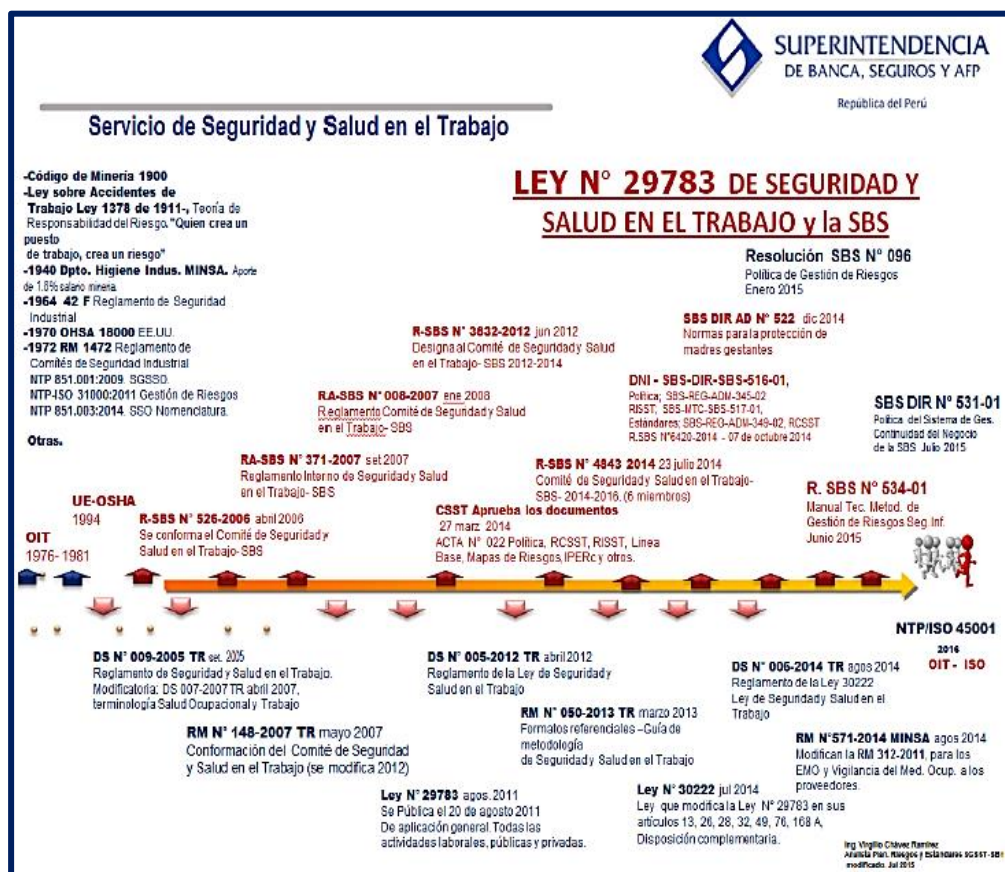 SUPERINTENDENCIA
DE BANCA, SEGUROS Y AFP
República del Perú
Servicio de Seguridad y Salud en el Trabajo
-Código de Minería 1900
-Ley sobre Accidentes de
Trabajo Ley 1378 de 1911-, Teoría de
Responsabilidad del Riesgo. "Quien crea un
puesto
de trabajo, crea un riesgo"
-1940 Dpto. Higiene Indus. MINSA. Aporte
de 1.8% salario mineria.
-1964 42 F Reglamento de Seguridad
Industrial
-1970 OHSA 18000 EE.UU.
-1972 RM 1472 Reglamento de
Comités de Seguridad Industrial
NTP 851.001:2009. SGSSO.
NTP-ISO 31000:2011 Gestión de Riesgos
NTP 851.003:2014. SSO Nomenclatura.
Otras.
LEY N° 29783 DE SEGURIDAD Y
SALUD EN EL TRABAJO y la SBS
Resolución SBS N° 096
Política de Gestión de Riesgos
Enero 2015
SBS DIR AD N° 522 dic 2014
Normas para la protección de
madres gestantes
R-SBS N° 3832-2012 jun 2012
Designa al Comité de Seguridad y Salud
en el Trabajo- SBS 2012-2014
DNI - SBS-DIR-SBS-516-01,
Política; SBS-REG-ADM-345-02
RISST, SBS-MTC-SBS-517-01,
Estándares; SBS-REG-ADM-349-02, RCSST
R.SBS N°6420-2014 - 07 de octubre 2014
RA-SBS N° 008-2007 ene 2008
Reglamento Comité de Seguridad y Salud
en el Trabajo- SBS
SBS DIR N° 531-01
Política del Sistema de Ges.
Continuidad del Negocio
de la SBS Julio 2015
RA-SBS N° 371-2007 set 2007
Reglamento Interno de Seguridad y Salud
en el Trabajo- SBS
R-SBS N° 4843 2014 23 julio 2014
Comité de Seguridad y Salud en el Trabajo-
SBS- 2014-2016. (6 miembros)
R. SBS N° 534-01
Manual Tec. Metod. de
Gestión de Riesgos Seg. Inf.
Junio 2015
UE-OSHA
1994
R-SBS N° 526-2006 abril 2006
Se conforma el Comité de Seguridad y
Salud en el Trabajo- SBS
CSST Aprueba los documentos
27 marz 2014
ACTA N° 022 Política, RCSST, RISST, Linea
Base, Mapas de Riesgos, IPERc y otros.
OIT
1976- 1981
NTP/ISO 45001
2016
OIT - ISO
DS N° 009-2005 TR set. 2005
Reglamento de Seguridad y Salud en el Trabajo.
Modificatoria: DS 007-2007 TR abril 2007,
terminología Salud Ocupacional y Trabajo
DS N° 005-2012 TR abril 2012
Reglamento de la Ley de Seguridad y
Salud en el Trabajo
DS N° 006-2014 TR agos 2014
Reglamento de la Ley 30222
Ley de Seguridad y Salud en el
Trabajo
RM N° 148-2007 TR mayo 2007
Conformación del Comité de Seguridad
y Salud en el Trabajo (se modifica 2012)
RM N° 050-2013 TR marzo 2013
Formatos referenciales –Guía de
metodología
de Seguridad y Salud en el Trabajo
RM N°571-2014 MINSA agos 2014
Modifican la RM 312-2011, para los
EMO y Vigilancia del Med. Ocup. a los
proveedores.
Ley N° 29783 agos. 2011
Se Pública el 20 de agosto 2011
De aplicación general. Todas las
actividades laborales, públicas y privadas.
Ley N° 30222 jul 2014
Ley que modifica la Ley N° 29783 en sus
artículos 13, 26, 28, 32, 49, 76, 168 A,
Disposición complementaria.
Ing. Virgilio Chávez Ramírez
Analista Plan. Riesgos y Estándares SGSST-SBS
modificado. Jul 2015